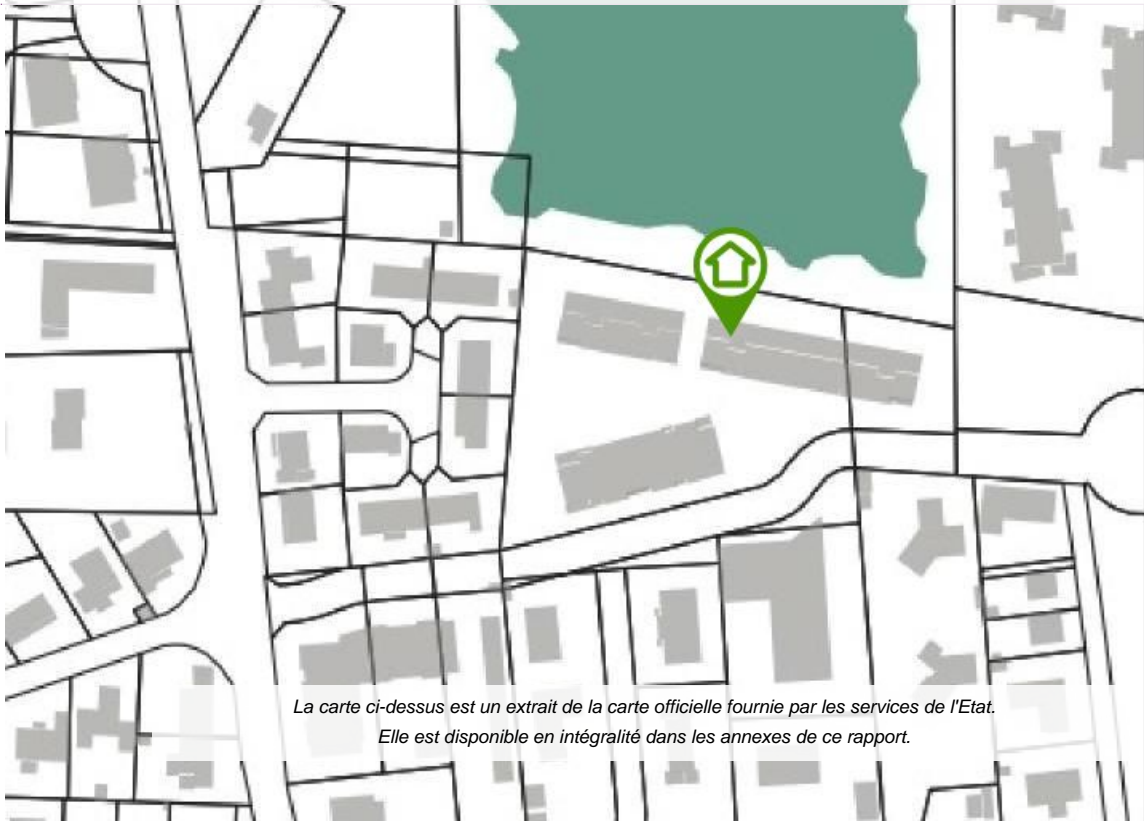 La carte ci-dessus est un extrait de la carte officielle fournie par les services de l'Etat.
Elle est disponible en intégralité dans les annexes de ce rapport.